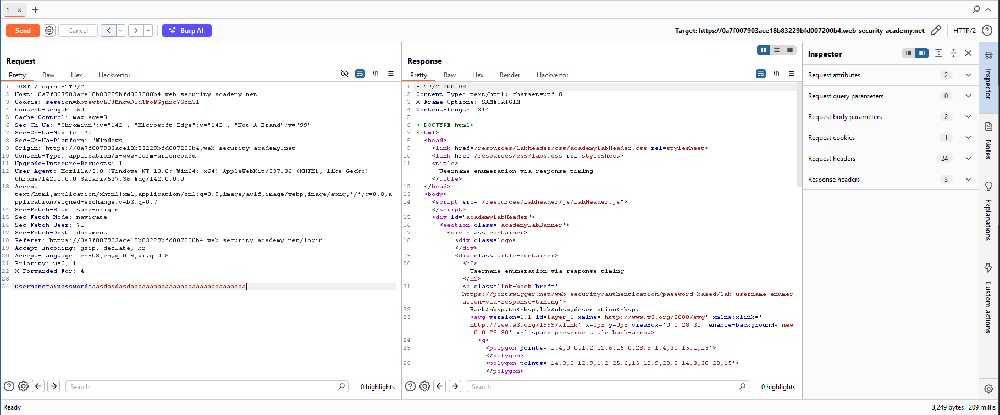 1 ×
Send
Cancel
Burp AI
Target: https://0a7f007903ace18b83229bfd007200b4.web-security-academy.net
HTTP/2
Request
Pretty Raw Hex Hackvertor
\n
1 POST /login HTTP/2
2 Host: 0a7f007903ace18b83229bfd007200b4.web-security-academy.net
3 Cookie: session=bbtewfvLTJMncwDldTkoPGjmrcYGfnTl
4 Content-Length: 60
5 Cache-Control: max-age=0
6 Sec-Ch-Ua: "Chromium";v="142", "Microsoft Edge";v="142", "Not_A Brand";v="99"
7 Sec-Ch-Ua-Mobile: ?0
8 Sec-Ch-Ua-Platform: "Windows"
9 Origin: https://0a7f007903ace18b83229bfd007200b4.web-security-academy.net
10 Content-Type: application/x-www-form-urlencoded
11 Upgrade-Insecure-Requests: 1
12 User-Agent: Mozilla/5.0 (Windows NT 10.0; Win64; x64) AppleWebKit/537.36 (KHTML, like Gecko)
Chrome/142.0.0.0 Safari/537.36 Edg/142.0.0.0
13 Accept:
text/html,application/xhtml+xml,application/xml;q=0.9,image/avif,image/webp,image/apng,*/*;q=0.8,a
pplication/signed-exchange;v=b3;q=0.7
14 Sec-Fetch-Site: same-origin
15 Sec-Fetch-Mode: navigate
16 Sec-Fetch-User: ?1
17 Sec-Fetch-Dest: document
18 Referer: https://0a7f007903ace18b83229bfd007200b4.web-security-academy.net/login
19 Accept-Encoding: gzip, deflate, br
20 Accept-Language: en-US,en;q=0.9,vi;q=0.8
21 Priority: u=0, i
22 X-Forwarded-For: 4
23
24 username=a&password=aasdasdasdaaaaaaaaaaaaaaaaaaaaaaaaaaaaaa
Search
0 highlights
Response
Pretty Raw Hex Render Hackvertor
\n
1 HTTP/2 200 OK
2 Content-Type: text/html; charset=utf-8
3 X-Frame-Options: SAMEORIGIN
4 Content-Length: 3141
5
6 <!DOCTYPE html>
7 <html>
8 <head>
9 <link href=/resources/labheader/css/academyLabHeader.css rel=stylesheet>
10 <link href=/resources/css/labs.css rel=stylesheet>
11 <title>
Username enumeration via response timing
</title>
12 </head>
13 <body>
14 <script src="/resources/labheader/js/labHeader.js">
</script>
15 <div id="academyLabHeader">
16 <section class='academyLabBanner'>
17 <div class=container>
18 <div class=logo>
</div>
19 <div class=title-container>
20 <h2>
Username enumeration via response timing
</h2>
21 <a class=link-back href='
https://portswigger.net/web-security/authentication/password-based/lab-username-enumer
ation-via-response-timing'>
22 Back&nbsp;to&nbsp;lab&nbsp;description&nbsp;
23 <svg version=1.1 id=Layer_1 xmlns='http://www.w3.org/2000/svg' xmlns:xlink='
http://www.w3.org/1999/xlink' x=0px y=0px viewBox='0 0 28 30' enable-background='new
0 0 28 30' xml:space=preserve title=back-arrow>
24 <g>
25 <polygon points='1.4,0 0,1.2 12.6,15 0,28.8 1.4,30 15.1,15'>
</polygon>
26 <polygon points='14.3,0 12.9,1.2 25.6,15 12.9,28.8 14.3,30 28,15'>
</polygon>
Search
0 highlights
Inspector
Request attributes 2
Request query parameters 0
Request body parameters 2
Request cookies 1
Request headers 24
Response headers 3
Inspector
Notes
Explanations
Custom actions
Ready
3,249 bytes | 209 millis